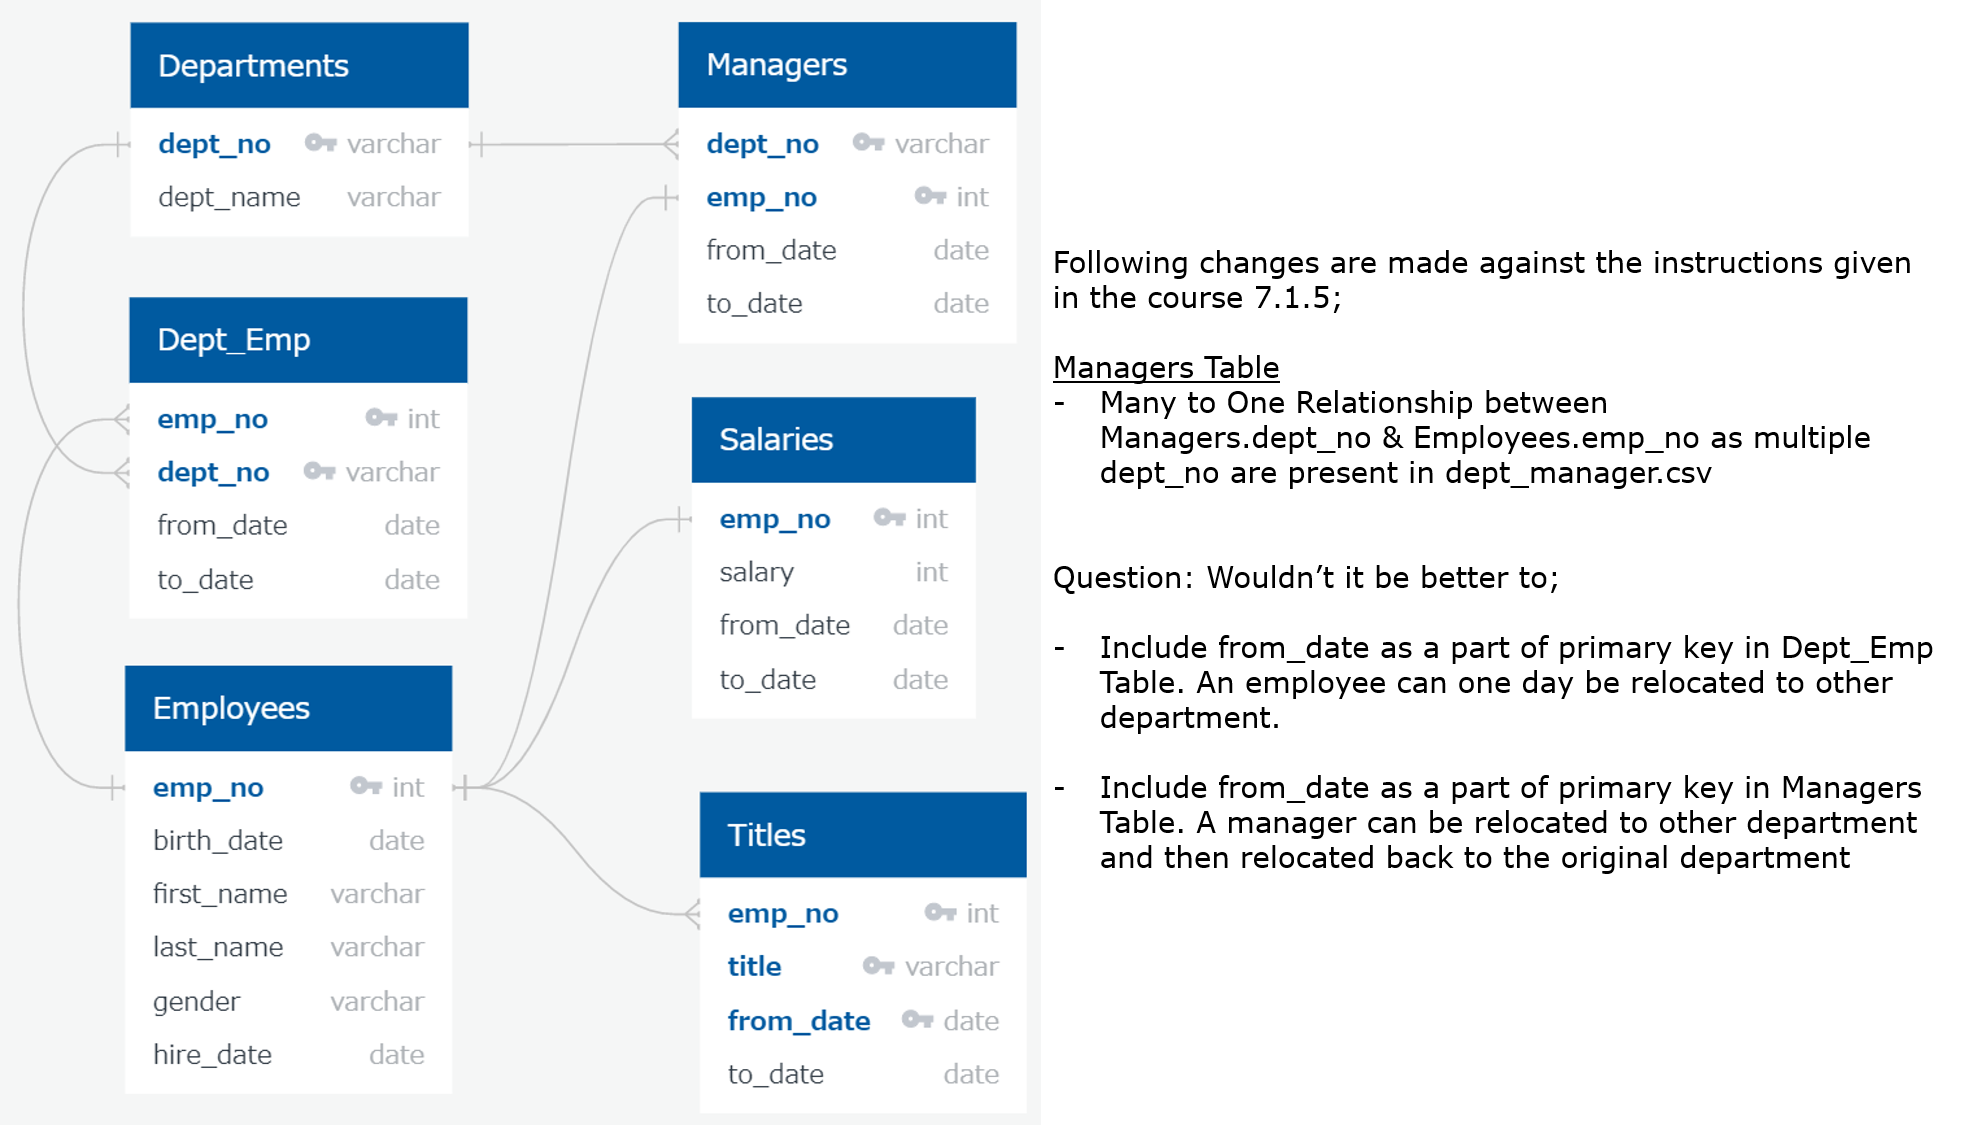 Departments
dept_no varchar
dept_name varchar
Dept_Emp
emp_no int
dept_no varchar
from_date date
to_date date
Employees
emp_no int
birth_date date
first_name varchar
last_name varchar
gender varchar
hire_date date
Managers
dept_no varchar
emp_no int
from_date date
to_date date
Salaries
emp_no int
salary int
from_date date
to_date date
Titles
emp_no int
title varchar
from_date date
to_date date
Following changes are made against the instructions given
in the course 7.1.5;
Managers Table
- Many to One Relationship between
Managers.dept_no & Employees.emp_no as multiple
dept_no are present in dept_manager.csv
Question: Wouldn’t it be better to;
- Include from_date as a part of primary key in Dept_Emp
Table. An employee can one day be relocated to other
department.
- Include from_date as a part of primary key in Managers
Table. A manager can be relocated to other department
and then relocated back to the original department